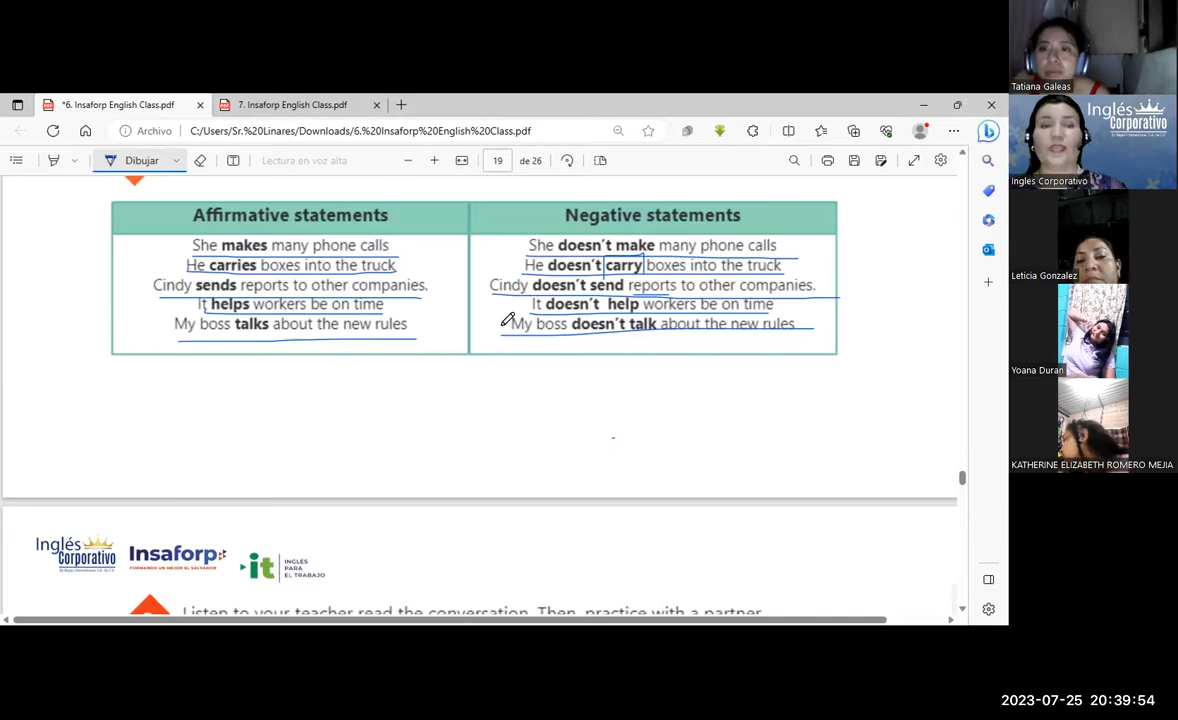 *6. Insaforp English Class.pdf
7. Insaforp English Class.pdf
Archivo
C:/Users/Sr.%20Linares/Downloads/6.%20Insaforp%20English%20Class.pdf
Dibujar
Lectura en voz alta
19
de 26
Affirmative statements
Negative statements
She makes many phone calls
He carries boxes into the truck
Cindy sends reports to other companies.
It helps workers be on time
My boss talks about the new rules
She doesn't make many phone calls
He doesn't carry boxes into the truck
Cindy doesn't send reports to other companies.
It doesn't help workers be on time
My boss doesn't talk about the new rules
Inglés
Corporativo
Insaforp
FORMANDO UN MEJOR EL SALVADOR
it
INGLÉS
PARA
EL TRABAJO
Listen to your teacher read the conversation. Then, practice with a partner
Tatiana Galeas
Inglés
Corporativo
Ingles Corporativo
Leticia Gonzalez
Yoana Duran
KATHERINE ELIZABETH ROMERO MEJIA
2023-07-25 20:39:54